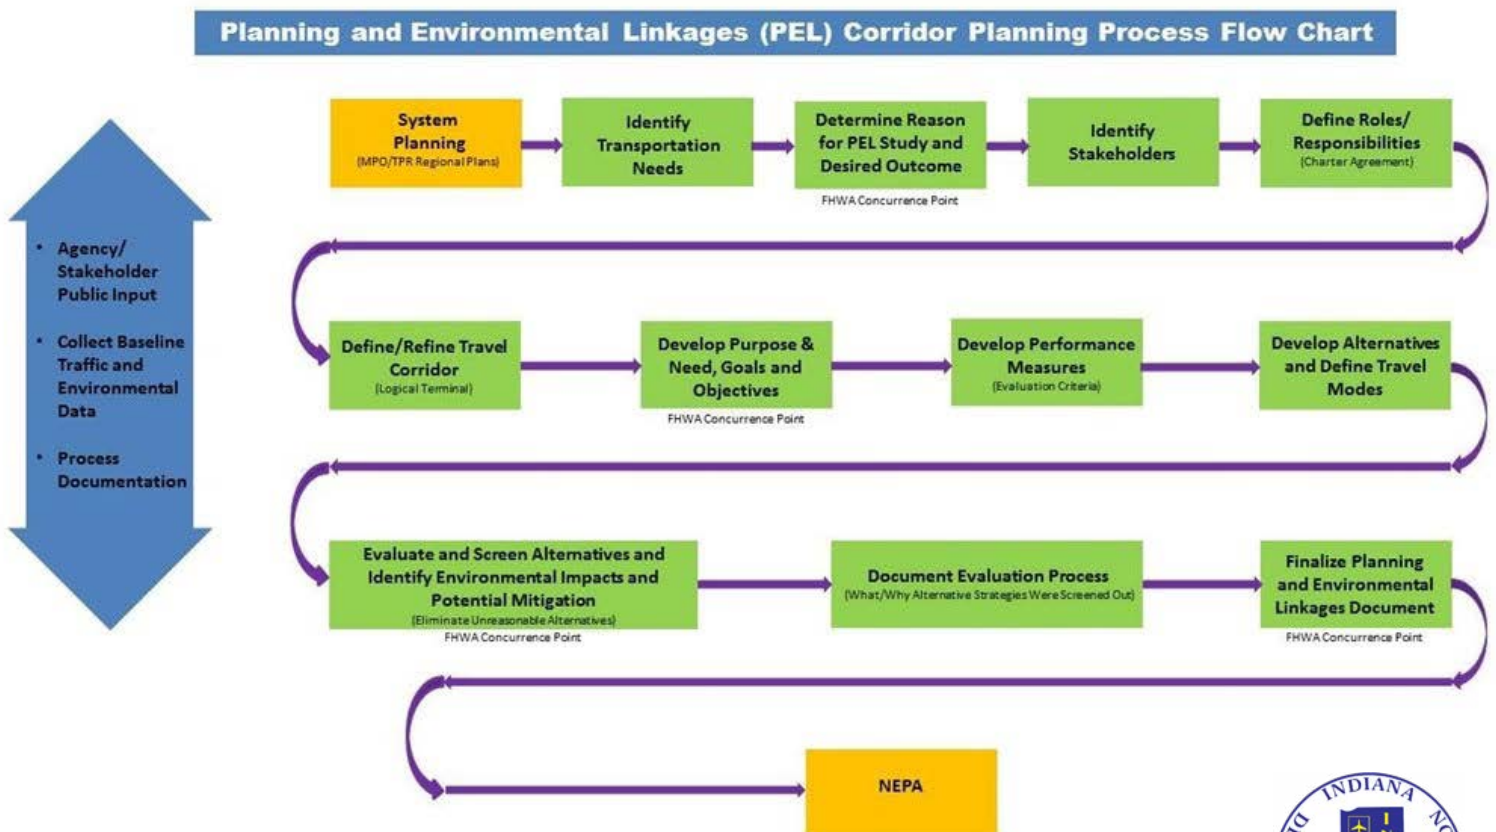 Planning and Environmental Linkages (PEL) Corridor Planning Process Flow Chart
System
Planning
(MPO/TPR Regional Plans)
Identify
Transportation
Needs
Determine Reason
for PEL Study and
Desired Outcome
FHWA Concurrence Point
Identify
Stakeholders
Define Roles/
Responsibilities
(Charter Agreement)
• Agency/
Stakeholder
Public Input
• Collect Baseline
Traffic and
Environmental
Data
• Process
Documentation
Define/Refine Travel
Corridor
(Logical Terminal)
Develop Purpose &
Need, Goals and
Objectives
FHWA Concurrence Point
Develop Performance
Measures
(Evaluation Criteria)
Develop Alternatives
and Define Travel
Modes
Evaluate and Screen Alternatives and
Identify Environmental Impacts and
Potential Mitigation
(Eliminate Unreasonable Alternatives)
FHWA Concurrence Point
Document Evaluation Process
(What/Why Alternative Strategies Were Screened Out)
Finalize Planning
and Environmental
Linkages Document
FHWA Concurrence Point
NEPA
INDIANA